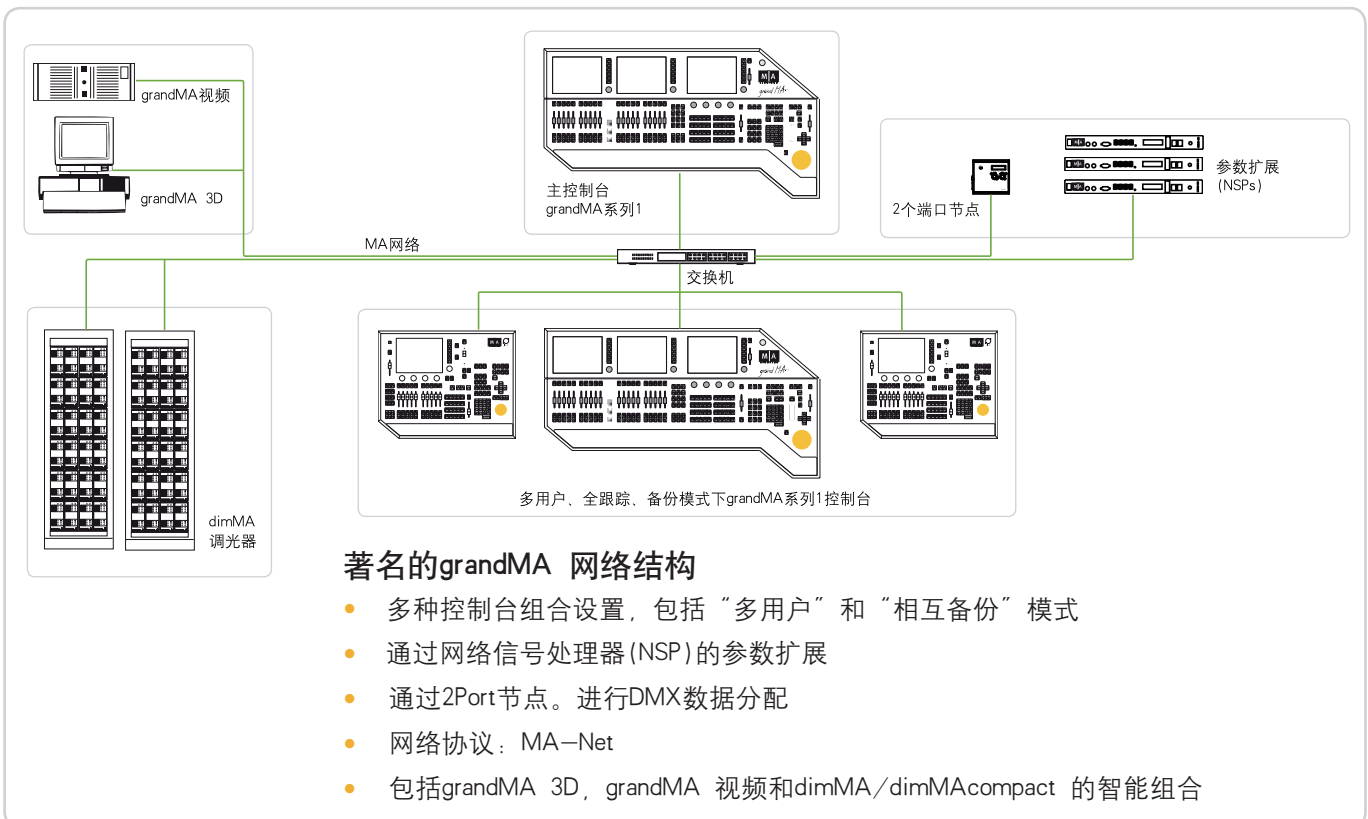 grandMA视频
grandMA 3D
主控制台
grandMA系列1
2个端口节点
参数扩展
(NSPs)
MA网络
交换机
dimMA
调光器
多用户、全跟踪、备份模式下grandMA系列1控制台
著名的grandMA 网络结构
• 多种控制台组合设置，包括“多用户”和“相互备份”模式
• 通过网络信号处理器(NSP)的参数扩展
• 通过2Port节点。进行DMX数据分配
• 网络协议：MA—Net
• 包括grandMA 3D，grandMA 视频和dimMA/dimMAcompact 的智能组合
MA
grandMA
MA
MA
grandMA
MA